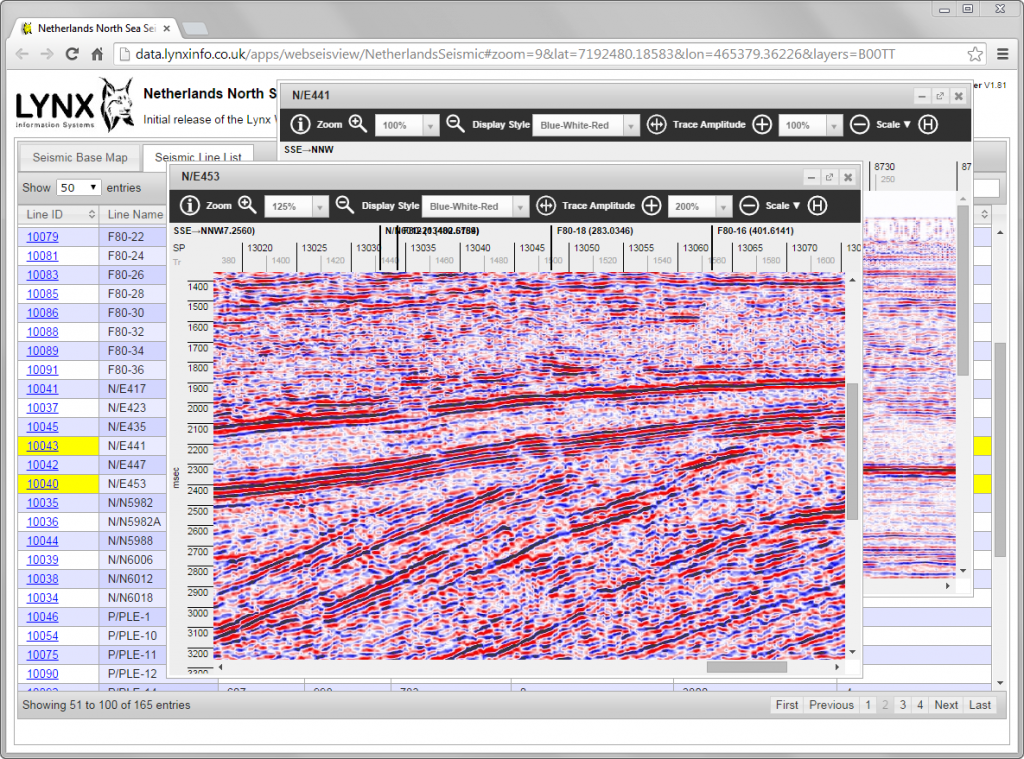 Netherlands North Sea Sei
data.lynxinfo.co.uk/apps/webseisview/NetherlandsSeismic#zoom=9&lat=7192480.18583&lon=465379.36226&layers=B00TT
LYNX
Information Systems
Netherlands North S
er V1.81
Initial release of the Lynx
Seismic Base Map Seismic Line List
Show 50 entries
Line ID Line Name
10079 F80-22
10081 F80-24
10083 F80-26
10085 F80-28
10086 F80-30
10088 F80-32
10089 F80-34
10091 F80-36
10041 N/E417
10037 N/E423
10045 N/E435
10043 N/E441
10042 N/E447
10040 N/E453
10035 N/N5982
10036 N/N5982A
10044 N/N5988
10039 N/N6006
10038 N/N6012
10034 N/N6018
10046 P/PLE-1
10054 P/PLE-10
10075 P/PLE-11
10090 P/PLE-12
Showing 51 to 100 of 165 entries
First Previous 1 2 3 4 Next Last
N/E441
Zoom 100% Display Style Blue-White-Red Trace Amplitude 100% Scale ▼ H
SSE→NNW
8730 87
250
N/E453
Zoom 125% Display Style Blue-White-Red Trace Amplitude 200% Scale ▼ H
SSE→NNW7.2560) F80-18 (283.0346) F80-16 (401.6141)
SP 13020 13025 13030 13035 13040 13045 13050 13055 13060 13065 13070 130
Tr 380 1400 1420 1440 1460 1480 1500 1520 1540 1560 1580 1600
msec
1400
1500
1600
1700
1800
1900
2000
2100
2200
2300
2400
2500
2600
2700
2800
2900
3000
3100
3200
3300